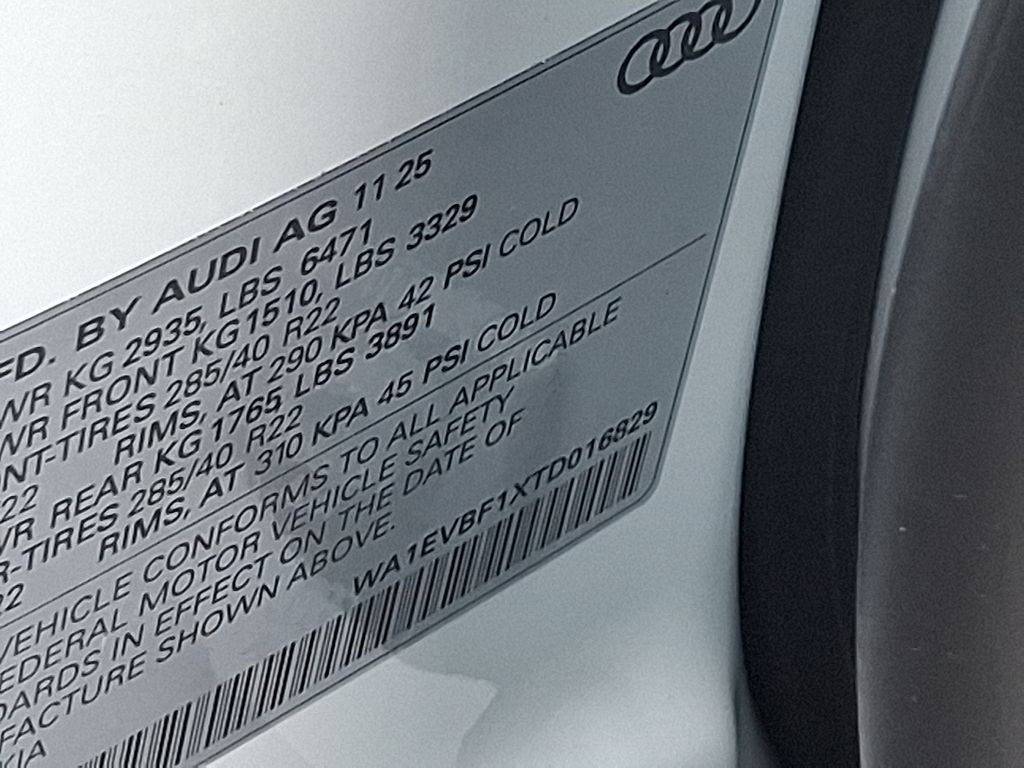 FD. BY AUDI AG 11 25
WR KG 2935, LBS 6471
WR FRONT KG 1510, LBS 3329
NT-TIRES 285/40 R22
RIMS, AT 290 KPA 42 PSI COLD
22
WR REAR KG 1765, LBS 3891
R-TIRES 285/40 R22
RIMS, AT 310 KPA 45 PSI COLD
22
VEHICLE CONFORMS TO ALL APPLICABLE
EDERAL MOTOR VEHICLE SAFETY
DARDS IN EFFECT ON THE DATE OF
FACTURE SHOWN ABOVE.
WA1EVBF1XTD016829
KIA